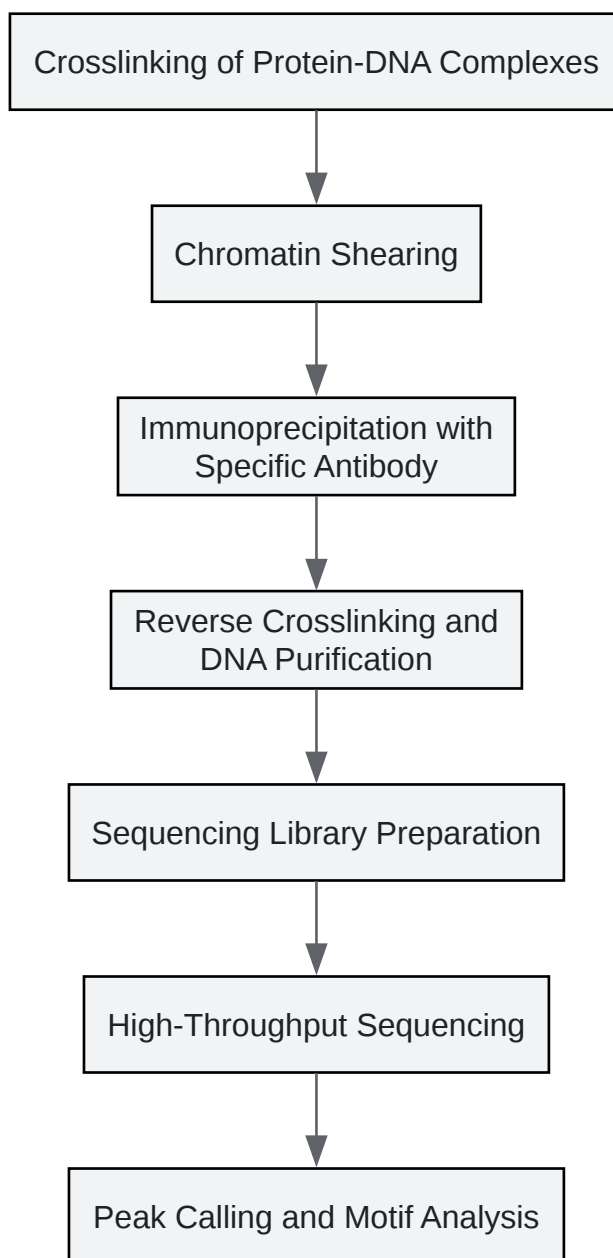 Crosslinking of Protein-DNA Complexes
Chromatin Shearing
Immunoprecipitation with
Specific Antibody
Reverse Crosslinking and
DNA Purification
Sequencing Library Preparation
High-Throughput Sequencing
Peak Calling and Motif Analysis